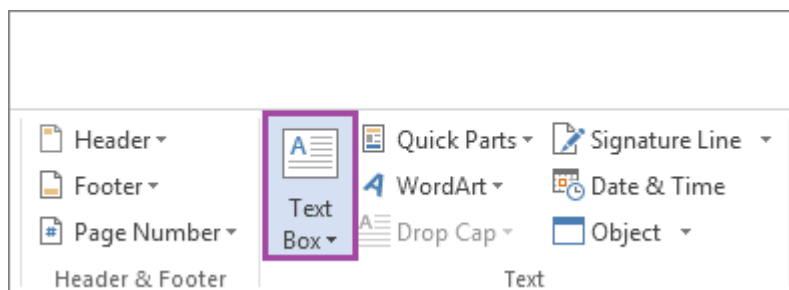 Header
Footer
Page Number
Header & Footer
A
Text
Box
Quick Parts
WordArt
Drop Cap
Signature Line
Date & Time
Object
Text